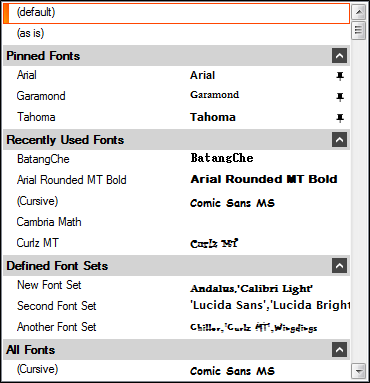 (default)
(as is)
Pinned Fonts
Arial Arial
Garamond Garamond
Tahoma Tahoma
Recently Used Fonts
BatangChe BatangChe
Arial Rounded MT Bold Arial Rounded MT Bold
(Cursive) Comic Sans MS
Cambria Math
Curlz MT Curlz MT
Defined Font Sets
New Font Set Andalus,'Calibri Light'
Second Font Set 'Lucida Sans','Lucida Bright
Another Font Set Chiller,'Curlz MT',Wingdings
All Fonts
(Cursive) Comic Sans MS